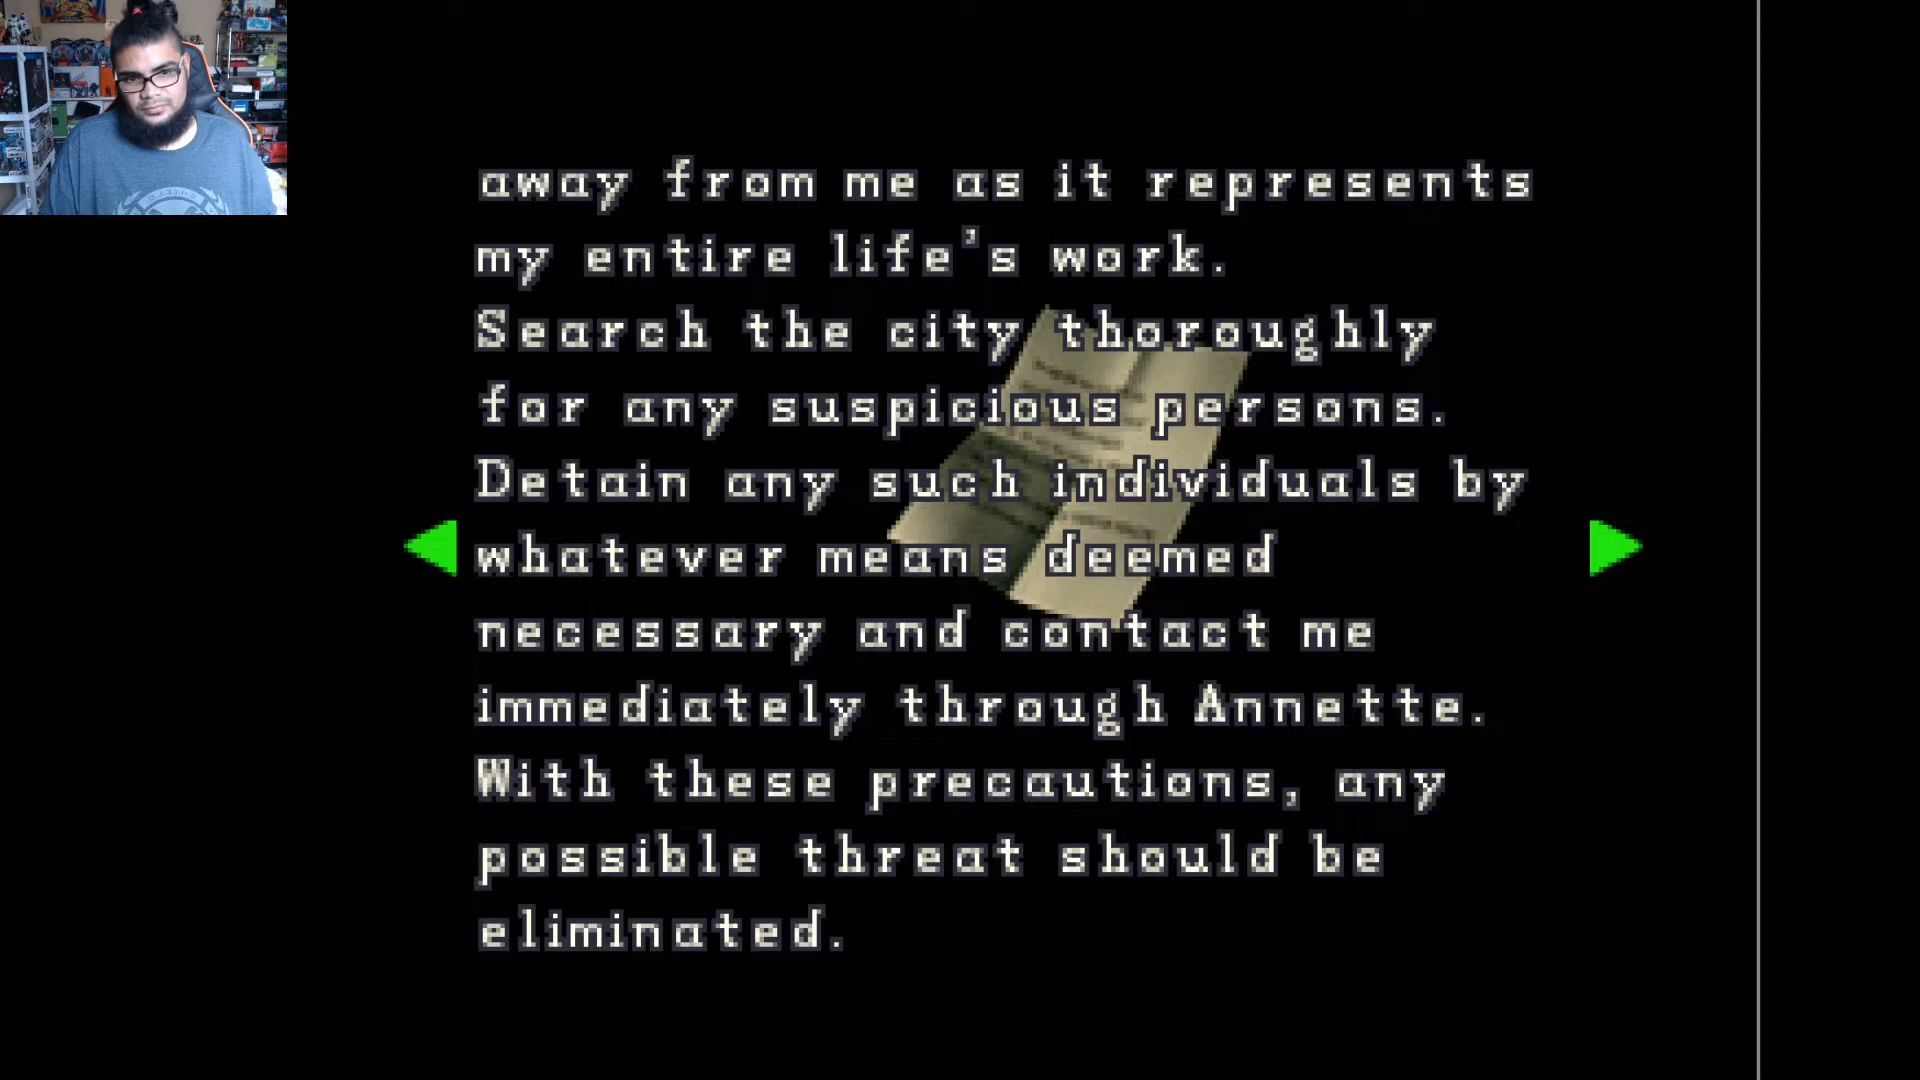 away from me as it represents
my entire life's work.
Search the city thoroughly
for any suspicious persons.
Detain any such individuals by
whatever means deemed
necessary and contact me
immediately through Annette.
With these precautions, any
possible threat should be
eliminated.